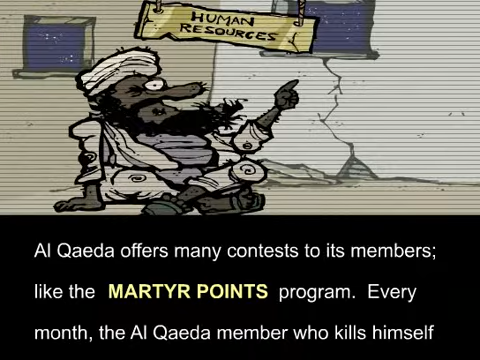 HUMAN
RESOURCES
Al Qaeda offers many contests to its members;
like the MARTYR POINTS program. Every
month, the Al Qaeda member who kills himself